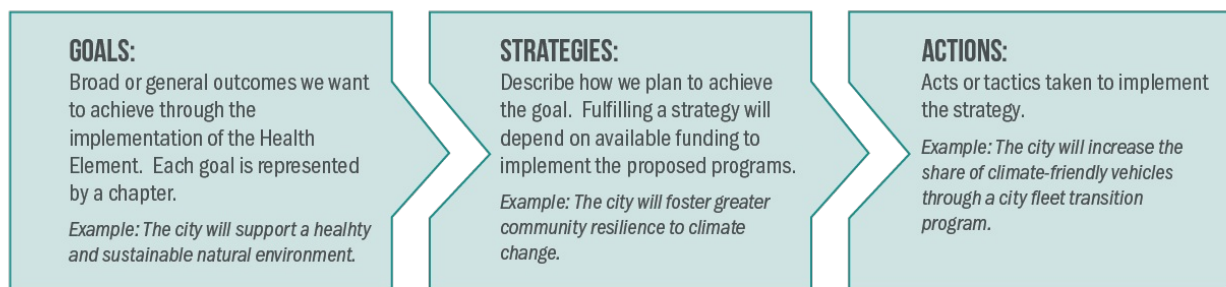 GOALS:
Broad or general outcomes we want
to achieve through the
implementation of the Health
Element.  Each goal is represented
by a chapter.
Example: The city will support a healhty
and sustainable natural environment.
STRATEGIES:
Describe how we plan to achieve
the goal.  Fulfilling a strategy will
depend on available funding to
implement the proposed programs.
Example: The city will foster greater
community resilience to climate
change.
ACTIONS:
Acts or tactics taken to implement
the strategy.
Example: The city will increase the
share of climate-friendly vehicles
through a city fleet transition
program.